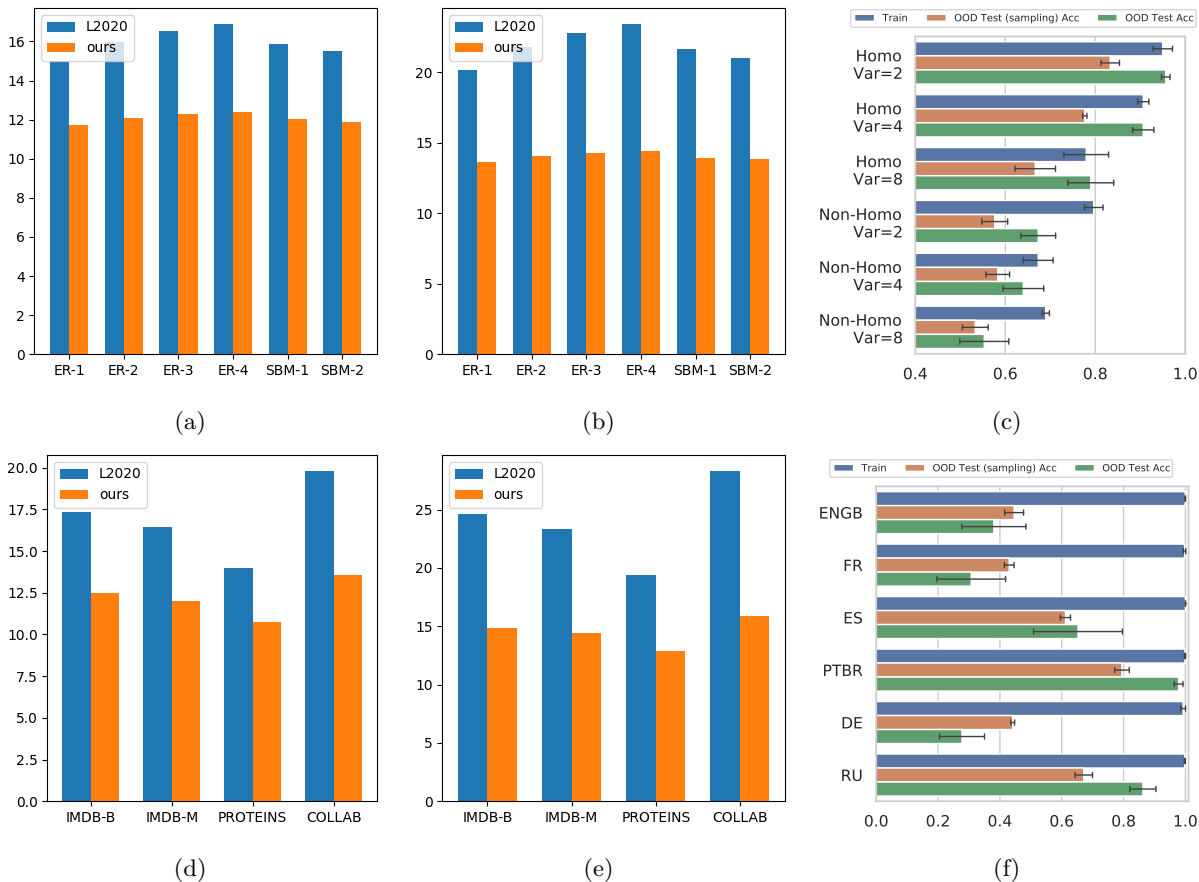 L2020
ours
16
14
12
10
8
6
4
2
0
ER-1 ER-2 ER-3 ER-4 SBM-1 SBM-2
(a)
L2020
ours
20
15
10
5
0
ER-1 ER-2 ER-3 ER-4 SBM-1 SBM-2
(b)
Train OOD Test (sampling) Acc OOD Test Acc
Homo
Var=2
Homo
Var=4
Homo
Var=8
Non-Homo
Var=2
Non-Homo
Var=4
Non-Homo
Var=8
0.4 0.6 0.8 1.0
(c)
L2020
ours
20.0
17.5
15.0
12.5
10.0
7.5
5.0
2.5
0.0
IMDB-B IMDB-M PROTEINS COLLAB
(d)
L2020
ours
25
20
15
10
5
0
IMDB-B IMDB-M PROTEINS COLLAB
(e)
Train OOD Test (sampling) Acc OOD Test Acc
ENGB
FR
ES
PTBR
DE
RU
0.0 0.2 0.4 0.6 0.8 1.0
(f)